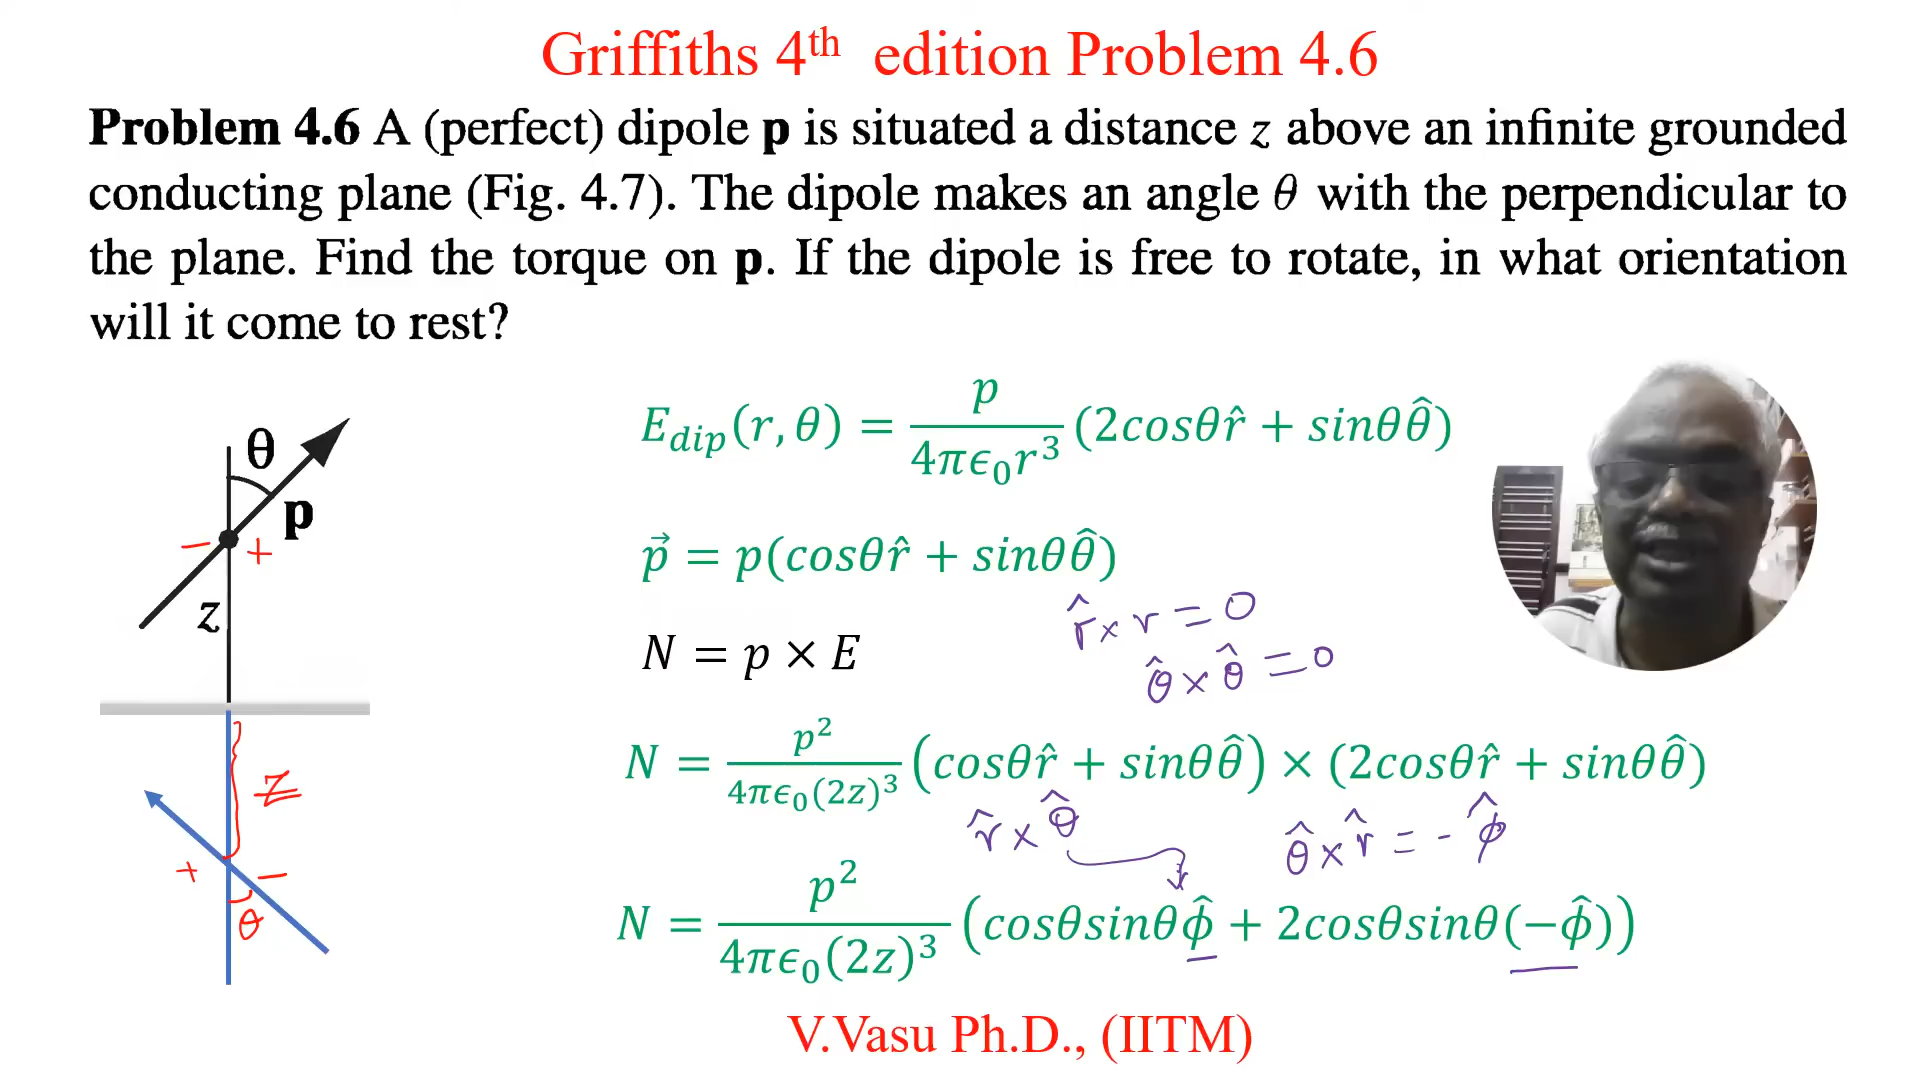 Griffiths 4th edition Problem 4.6
Problem 4.6 A (perfect) dipole p is situated a distance z above an infinite grounded
conducting plane (Fig. 4.7). The dipole makes an angle θ with the perpendicular to
the plane. Find the torque on p. If the dipole is free to rotate, in what orientation
will it come to rest?
θ
p
− +
z
z
+ −
θ
E_dip(r, θ) = p/(4πϵ₀r³) (2cosθr̂ + sinθθ̂)
p⃗ = p(cosθr̂ + sinθθ̂)
r̂ × r = 0
N = p × E
θ̂ × θ̂ = 0
N = p²/(4πϵ₀(2z)³) (cosθr̂ + sinθθ̂) × (2cosθr̂ + sinθθ̂)
r̂ × θ̂
θ̂ × r̂ = - ϕ̂
N = p²/(4πϵ₀(2z)³) (cosθsinθϕ̂ + 2cosθsinθ(−ϕ̂))
V.Vasu Ph.D., (IITM)